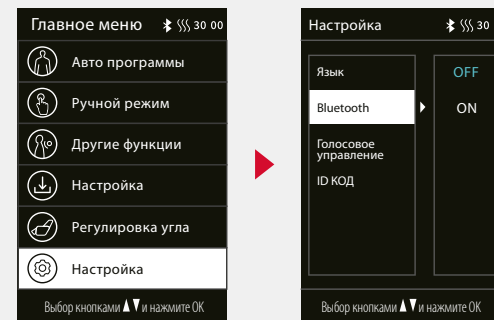 Главное меню 30 00
Авто программы
Ручной режим
Другие функции
Настройка
Регулировка угла
Настройка
Выбор кнопками и нажмите OK
Настройка 30
Язык
Bluetooth
Голосовое
управление
ID КОД
OFF
ON
Выбор кнопками и нажмите OK